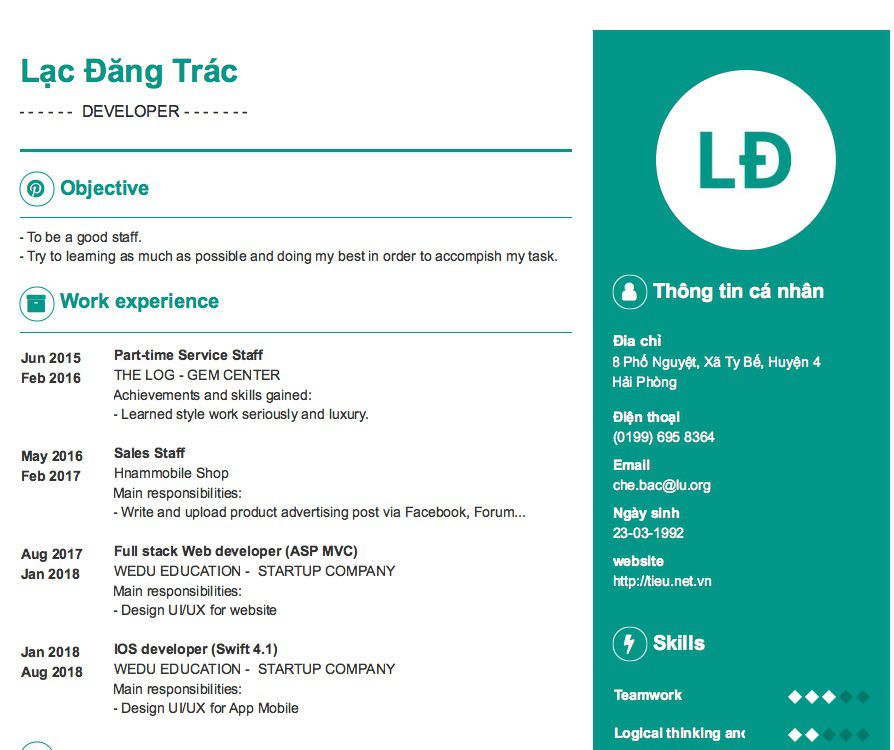 Lạc Đăng Trác
- - - - - - DEVELOPER - - - - - - -
Objective
- To be a good staff.
- Try to learning as much as possible and doing my best in order to accompish my task.
Work experience
Jun 2015
Feb 2016
Part-time Service Staff
THE LOG - GEM CENTER
Achievements and skills gained:
- Learned style work seriously and luxury.
May 2016
Feb 2017
Sales Staff
Hnammobile Shop
Main responsibilities:
- Write and upload product advertising post via Facebook, Forum...
Aug 2017
Jan 2018
Full stack Web developer (ASP MVC)
WEDU EDUCATION - STARTUP COMPANY
Main responsibilities:
- Design UI/UX for website
Jan 2018
Aug 2018
IOS developer (Swift 4.1)
WEDU EDUCATION - STARTUP COMPANY
Main responsibilities:
- Design UI/UX for App Mobile
LĐ
Thông tin cá nhân
Địa chỉ
8 Phố Nguyệt, Xã Ty Bế, Huyện 4
Hải Phòng
Điện thoại
(0199) 695 8364
Email
che.bac@lu.org
Ngày sinh
23-03-1992
website
http://tieu.net.vn
Skills
Teamwork
Logical thinking and